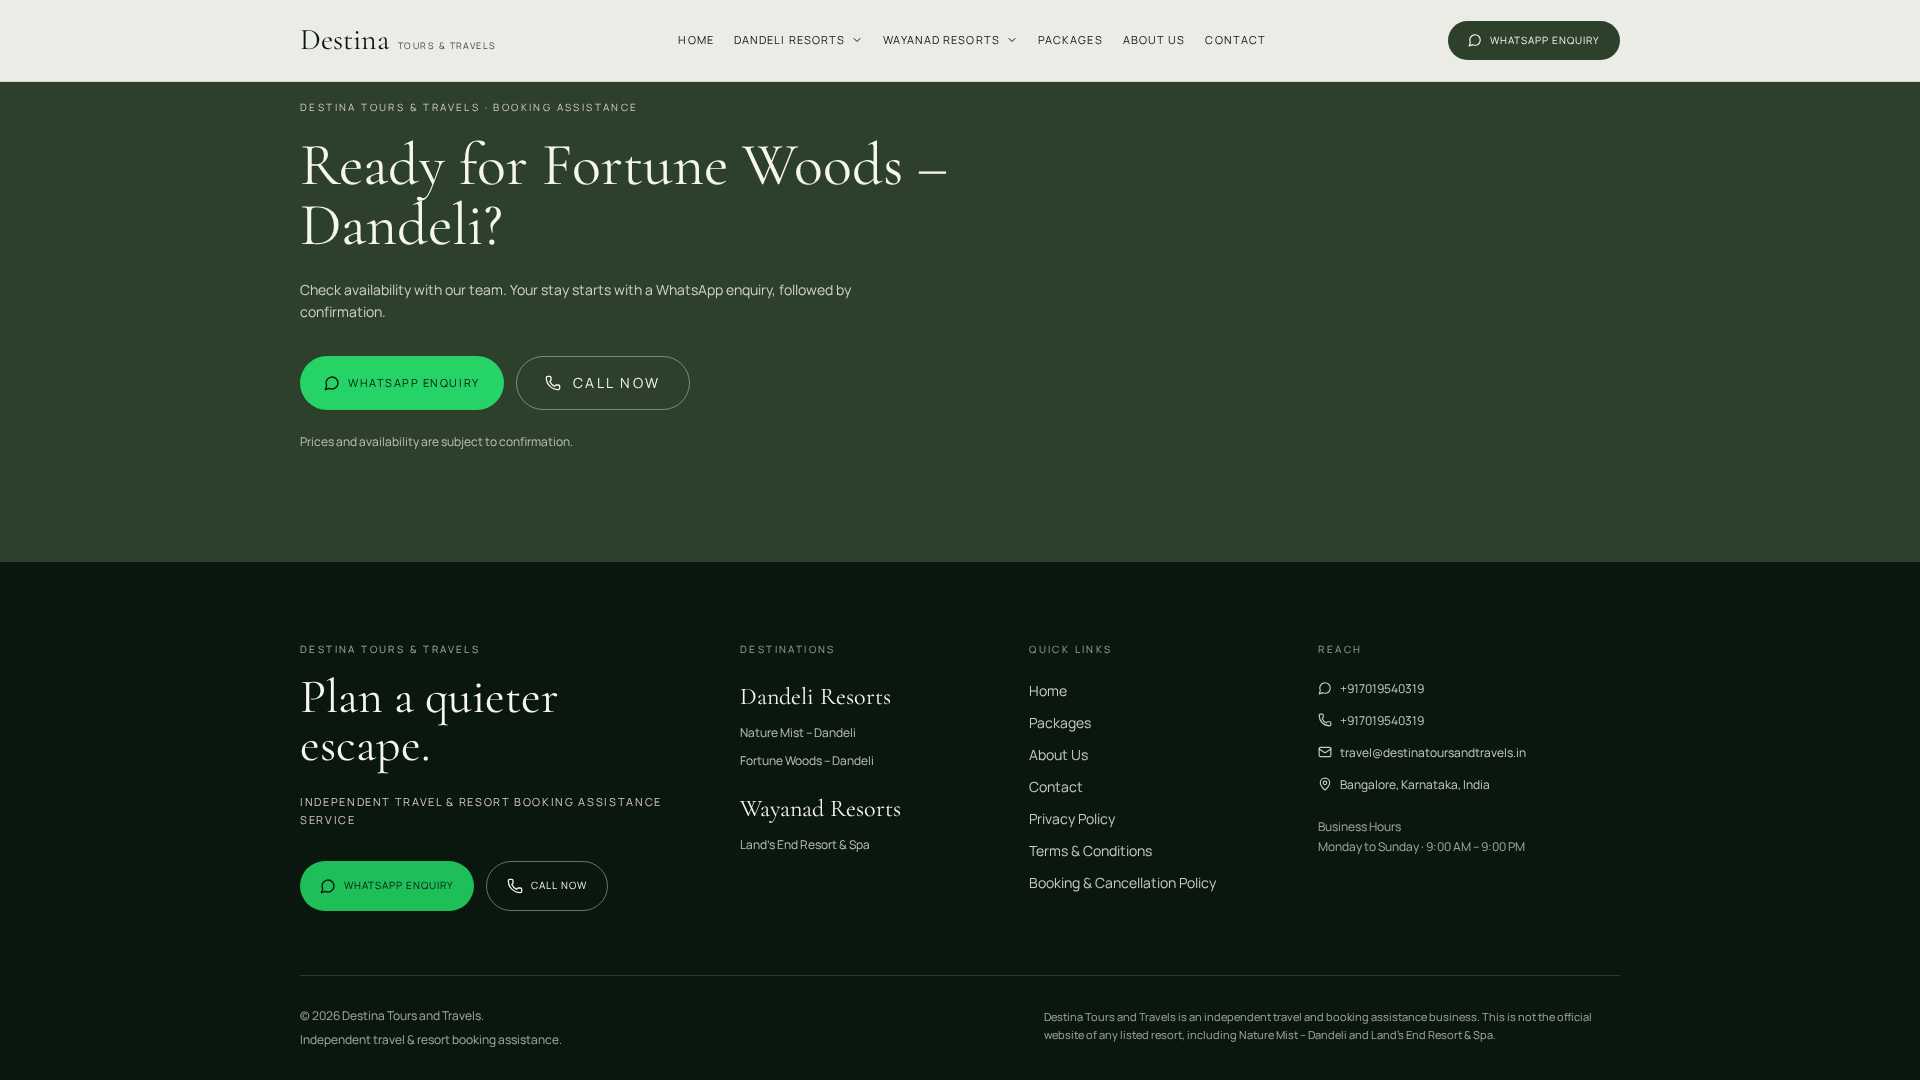 Destina TOURS & TRAVELS
HOME
DANDELI RESORTS
WAYANAD RESORTS
PACKAGES
ABOUT US
CONTACT
WHATSAPP ENQUIRY
DESTINA TOURS & TRAVELS · BOOKING ASSISTANCE
Ready for Fortune Woods –
Dandeli?
Check availability with our team. Your stay starts with a WhatsApp enquiry, followed by
confirmation.
WHATSAPP ENQUIRY
CALL NOW
Prices and availability are subject to confirmation.
DESTINA TOURS & TRAVELS
Plan a quieter
escape.
INDEPENDENT TRAVEL & RESORT BOOKING ASSISTANCE
SERVICE
WHATSAPP ENQUIRY
CALL NOW
DESTINATIONS
Dandeli Resorts
Nature Mist – Dandeli
Fortune Woods – Dandeli
Wayanad Resorts
Land's End Resort & Spa
QUICK LINKS
Home
Packages
About Us
Contact
Privacy Policy
Terms & Conditions
Booking & Cancellation Policy
REACH
+917019540319
+917019540319
travel@destinatoursandtravels.in
Bangalore, Karnataka, India
Business Hours
Monday to Sunday · 9:00 AM – 9:00 PM
© 2026 Destina Tours and Travels.
Independent travel & resort booking assistance.
Destina Tours and Travels is an independent travel and booking assistance business. This is not the official
website of any listed resort, including Nature Mist – Dandeli and Land's End Resort & Spa.